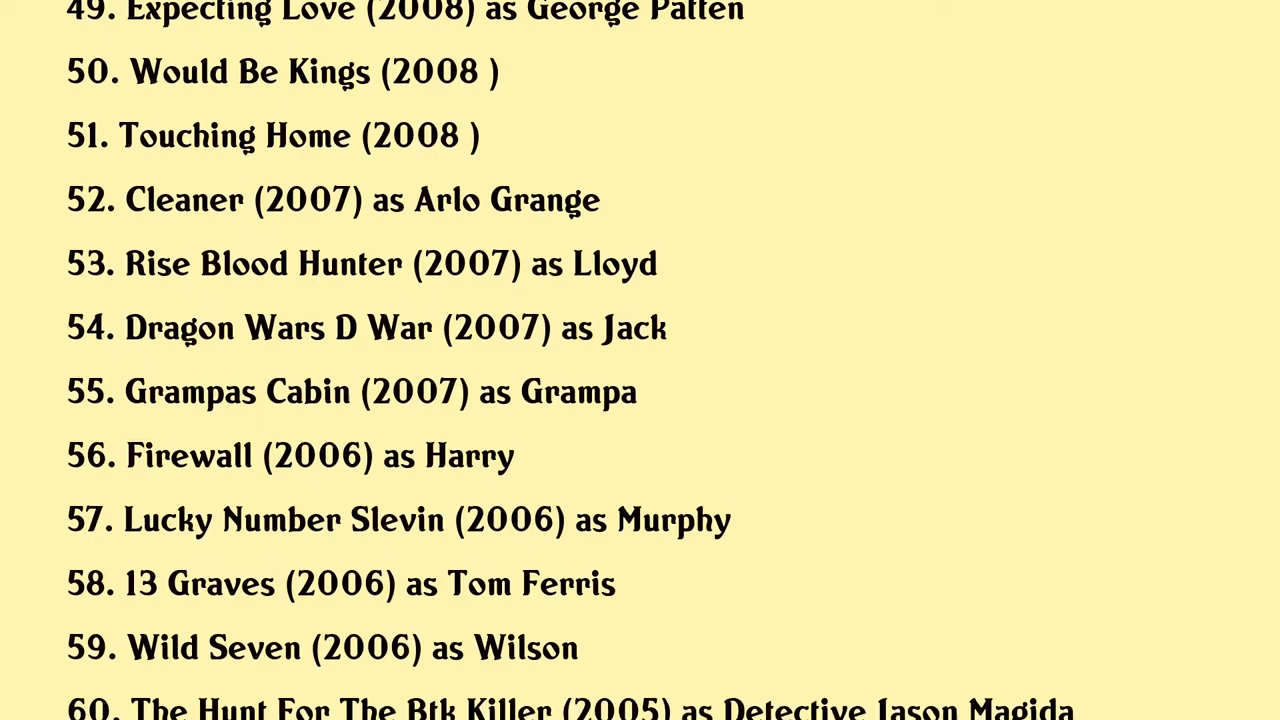 49. Expecting Love (2008) as George Patten
50. Would Be Kings (2008 )
51. Touching Home (2008 )
52. Cleaner (2007) as Arlo Grange
53. Rise Blood Hunter (2007) as Lloyd
54. Dragon Wars D War (2007) as Jack
55. Grampas Cabin (2007) as Grampa
56. Firewall (2006) as Harry
57. Lucky Number Slevin (2006) as Murphy
58. 13 Graves (2006) as Tom Ferris
59. Wild Seven (2006) as Wilson
60. The Hunt For The Btk Killer (2005) as Detective Jason Magida